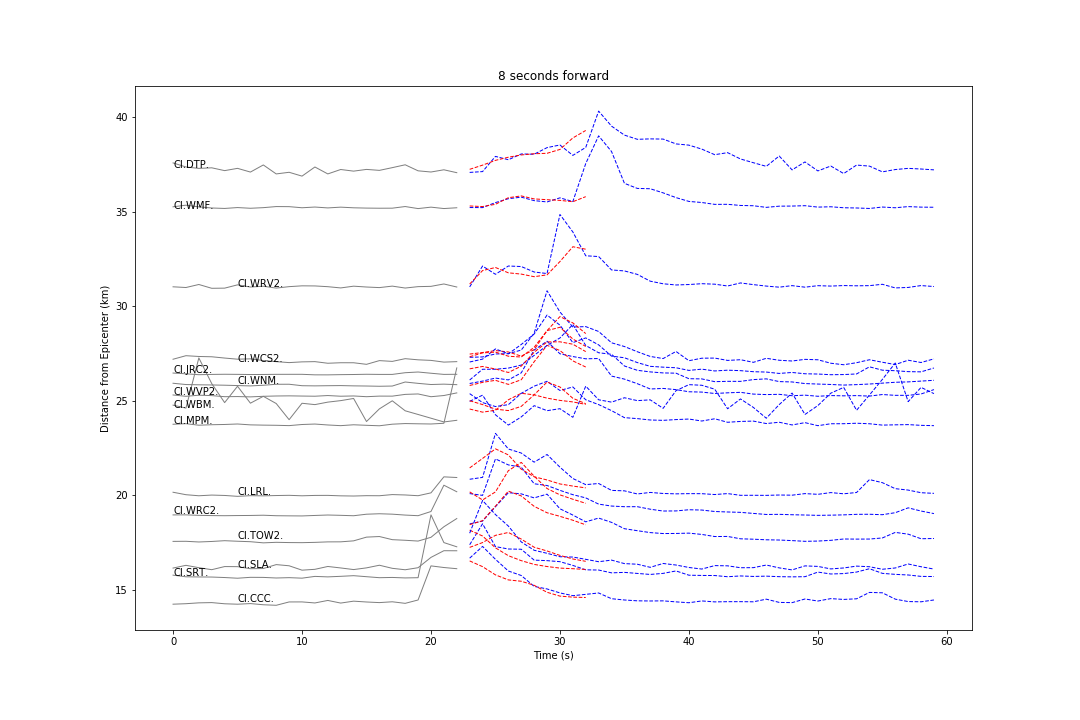 8 seconds forward
Distance from Epicenter (km)
40
35
30
25
20
15
CI.DTP.
CI.WMF.
CI.WRV2.
CI.WCS2.
CI.JRC2.
CI.WNM.
CI.WVP2.
CI.WBM.
CI.MPM.
CI.LRL.
CI.WRC2.
CI.TOW2.
CI.SLA.
CI.SRT.
CI.CCC.
0 10 20 30 40 50 60
Time (s)